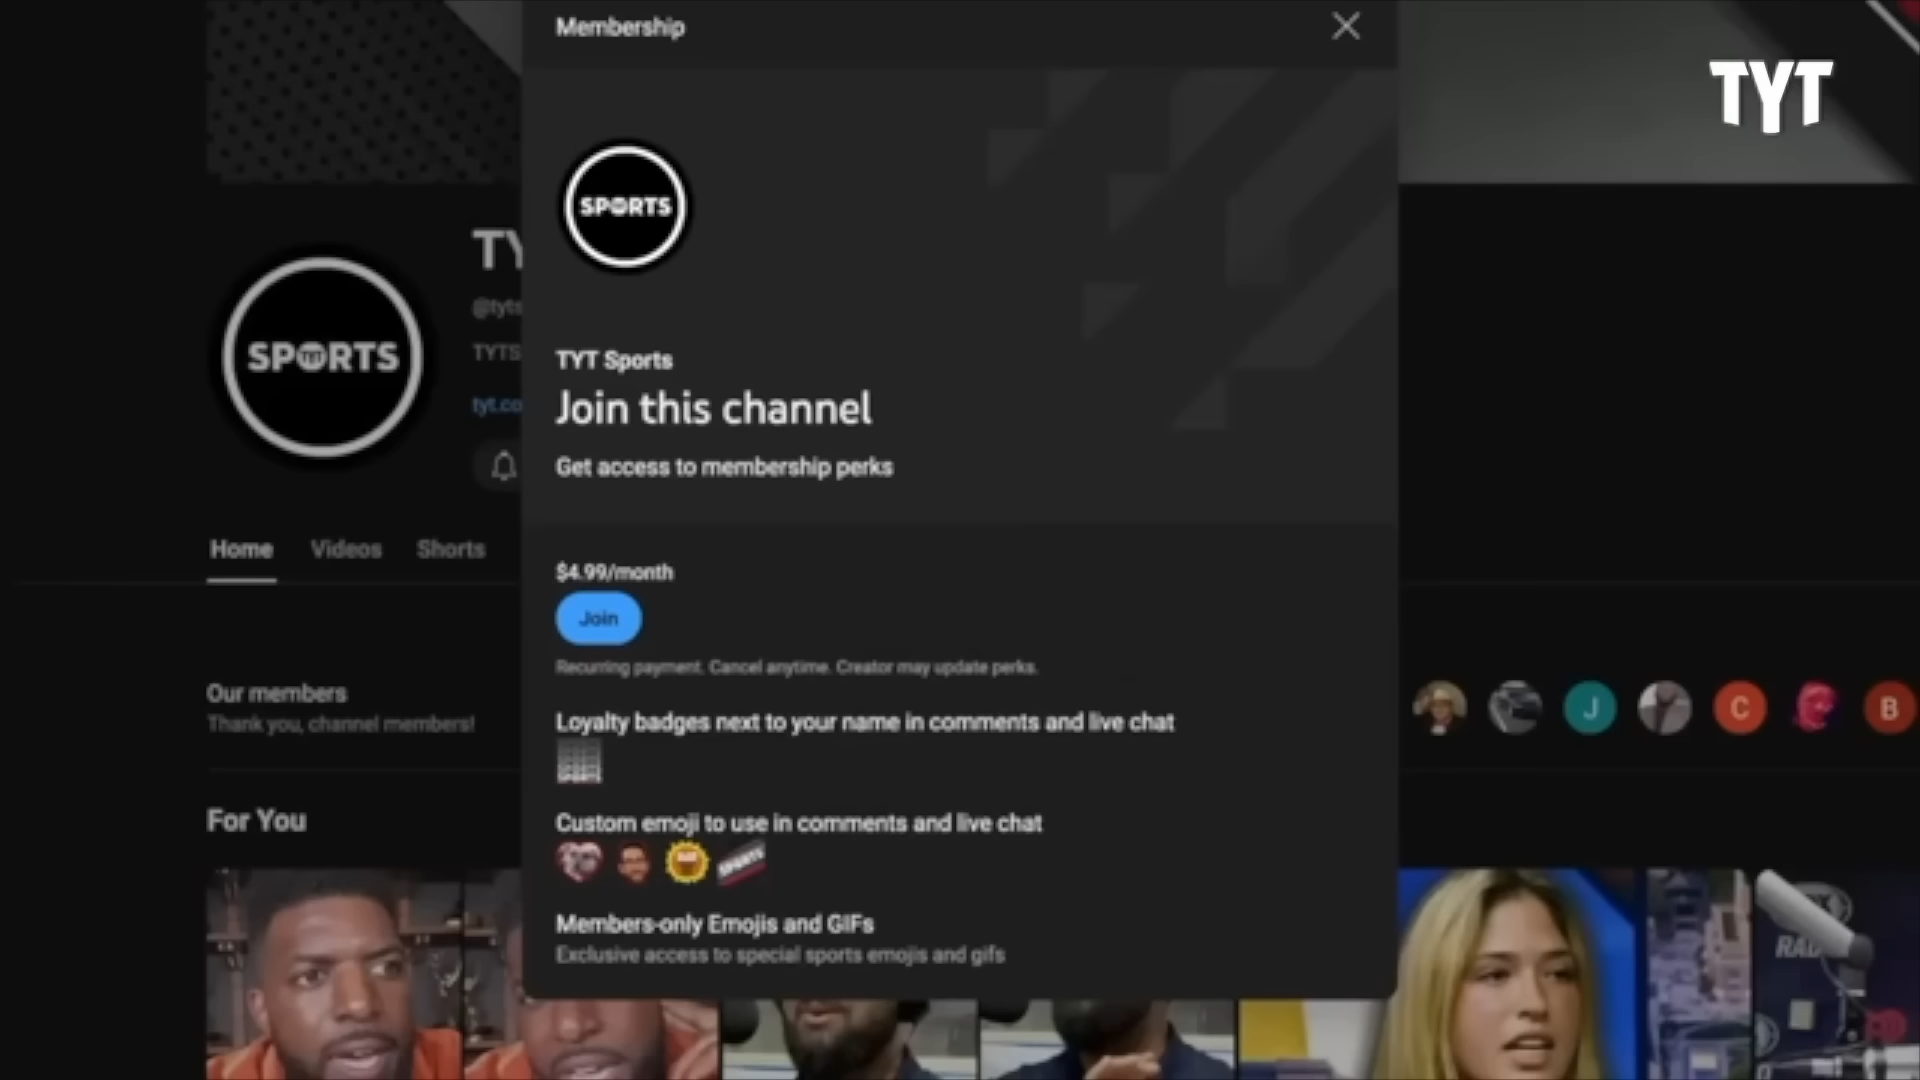 Membership
TYT
SPORTS
TYT Sports
Join this channel
Get access to membership perks
SPORTS
Home Videos Shorts
$4.99/month
Join
Recurring payment. Cancel anytime. Creator may update perks.
Our members
Thank you, channel members!
Loyalty badges next to your name in comments and live chat
J
C
B
For You
Custom emoji to use in comments and live chat
SPORTS
Members-only Emojis and GIFs
Exclusive access to special sports emojis and gifs